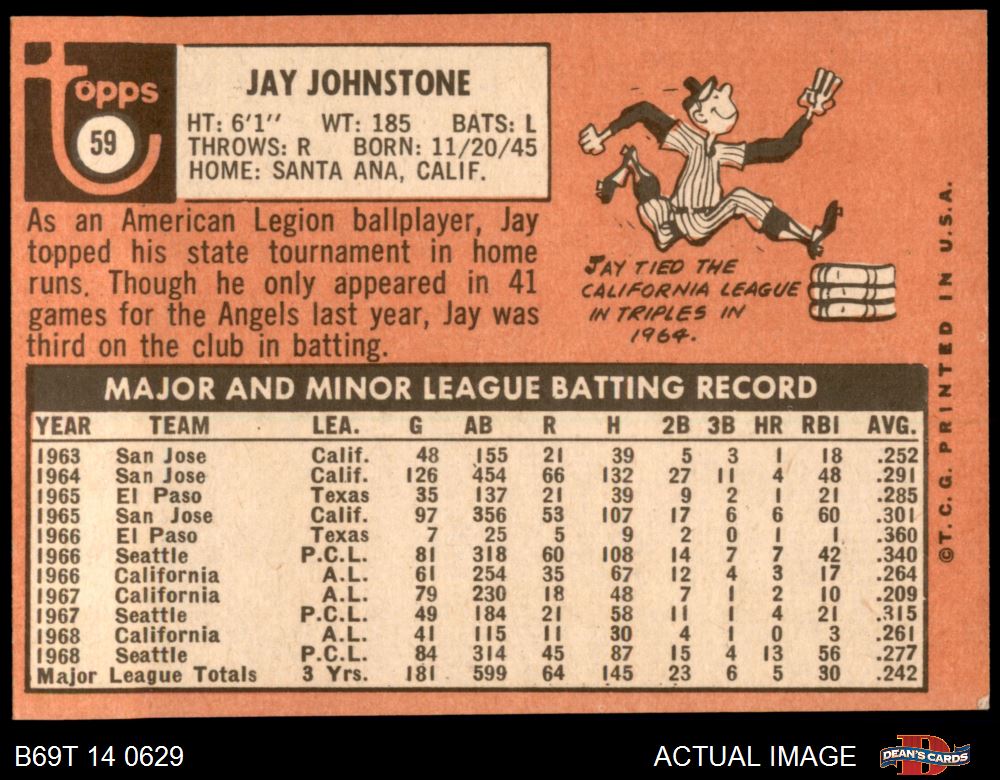 topps
59
JAY JOHNSTONE
HT: 6'1" WT: 185 BATS: L
THROWS: R BORN: 11/20/45
HOME: SANTA ANA, CALIF.
As an American Legion ballplayer, Jay
topped his state tournament in home
runs. Though he only appeared in 41
games for the Angels last year, Jay was
third on the club in batting.
JAY TIED THE
CALIFORNIA LEAGUE
IN TRIPLES IN
1964.
©T.C.G. PRINTED IN U.S.A.
MAJOR AND MINOR LEAGUE BATTING RECORD
YEAR TEAM LEA. G AB R H 2B 3B HR RBI AVG.
1963 San Jose Calif. 48 155 21 39 5 3 1 18 .252
1964 San Jose Calif. 126 454 66 132 27 11 4 48 .291
1965 El Paso Texas 35 137 21 39 9 2 1 21 .285
1965 San Jose Calif. 97 356 53 107 17 6 6 60 .301
1966 El Paso Texas 7 25 5 9 2 0 1 1 .360
1966 Seattle P.C.L. 81 318 60 108 14 7 7 42 .340
1966 California A.L. 61 254 35 67 12 4 3 17 .264
1967 California A.L. 79 230 18 48 7 1 2 10 .209
1967 Seattle P.C.L. 49 184 21 58 11 1 4 21 .315
1968 California A.L. 41 115 11 30 4 1 0 3 .261
1968 Seattle P.C.L. 84 314 45 87 15 4 13 56 .277
Major League Totals 3 Yrs. 181 599 64 145 23 6 5 30 .242
B69T 14 0629
ACTUAL IMAGE
DEAN'S CARDS